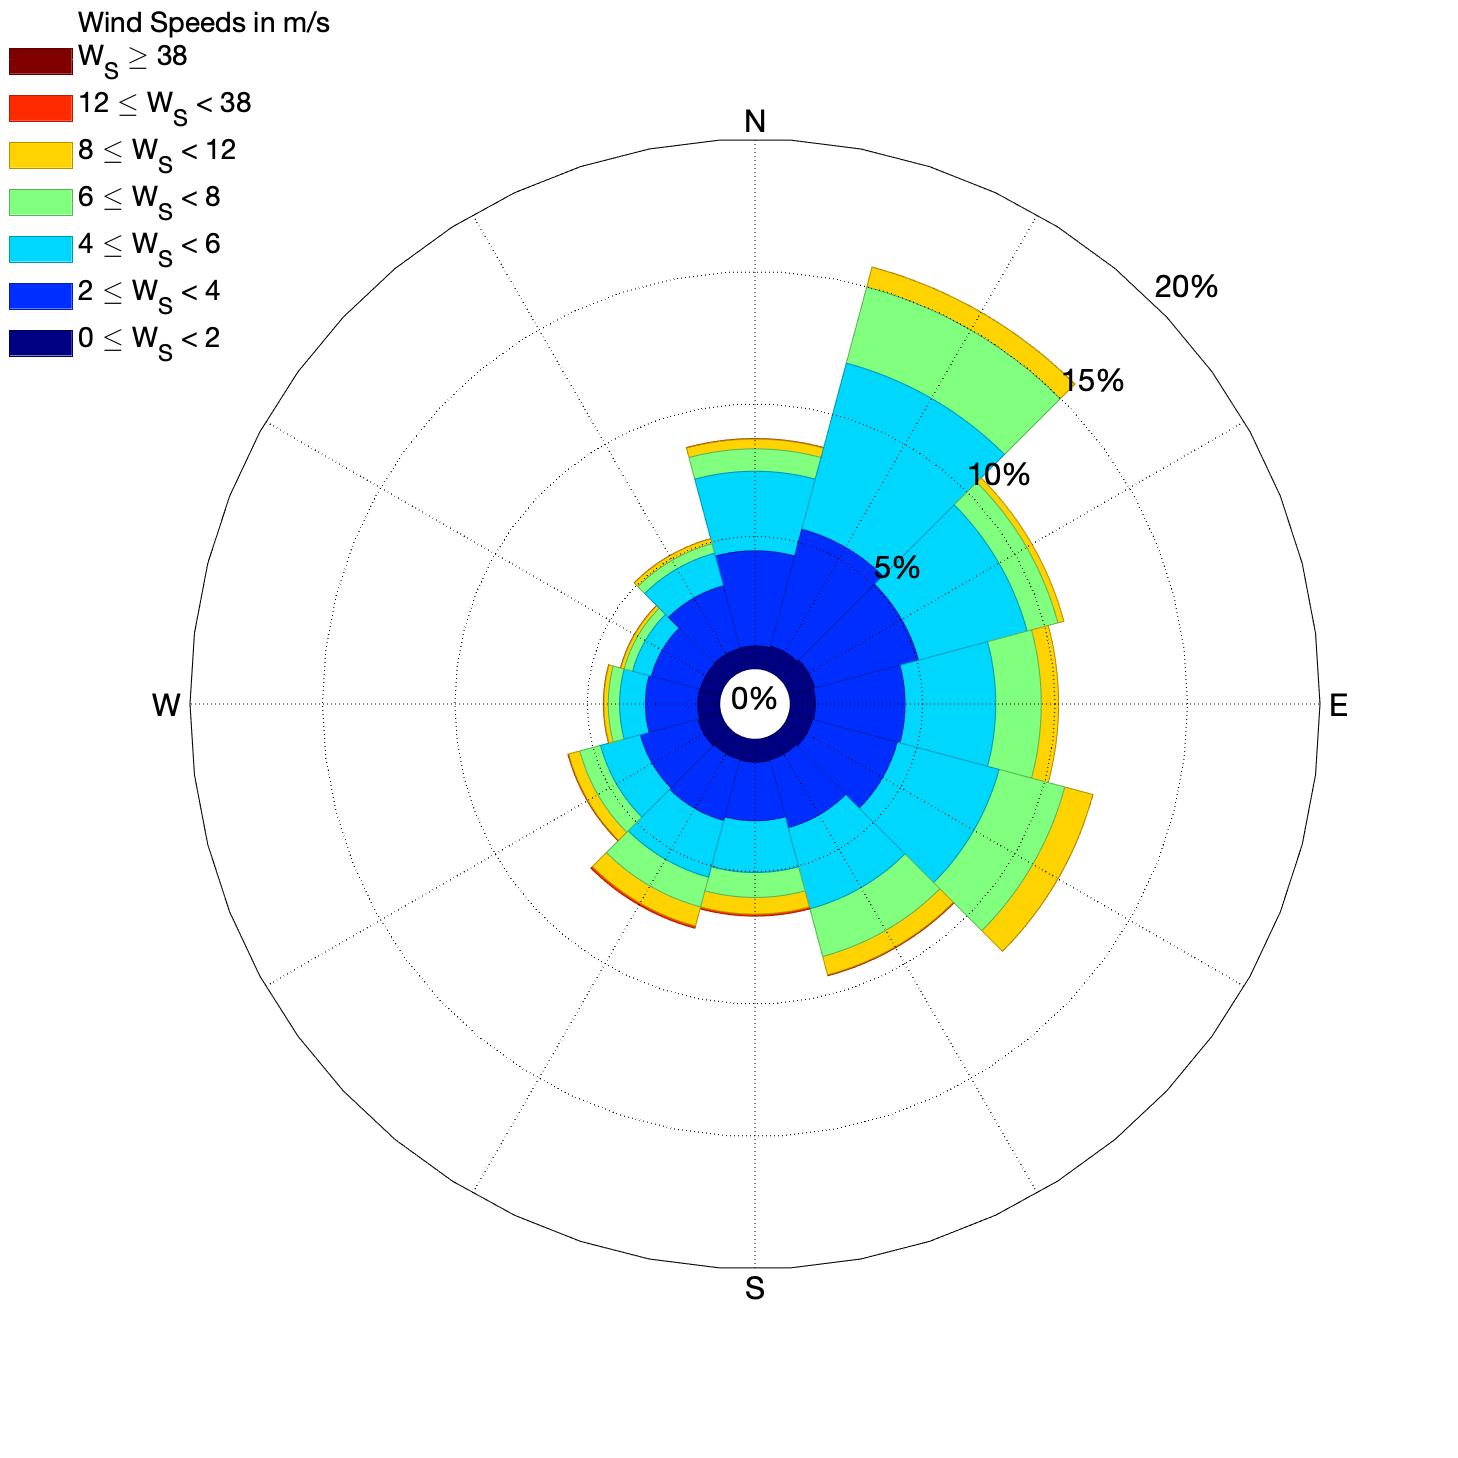 Wind Speeds in m/s
W_S ≥ 38
12 ≤ W_S < 38
8 ≤ W_S < 12
6 ≤ W_S < 8
4 ≤ W_S < 6
2 ≤ W_S < 4
0 ≤ W_S < 2
N
20%
15%
10%
5%
0%
W
E
S